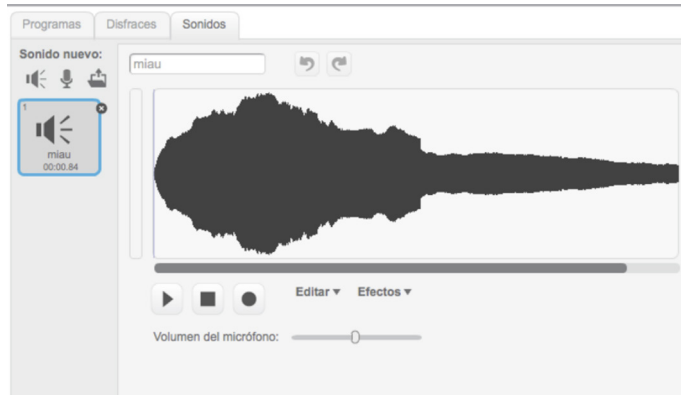 Programas Disfraces Sonidos
Sonido nuevo:
miau
1
miau
00:00.84
Editar ▾ Efectos ▾
Volumen del micrófono: